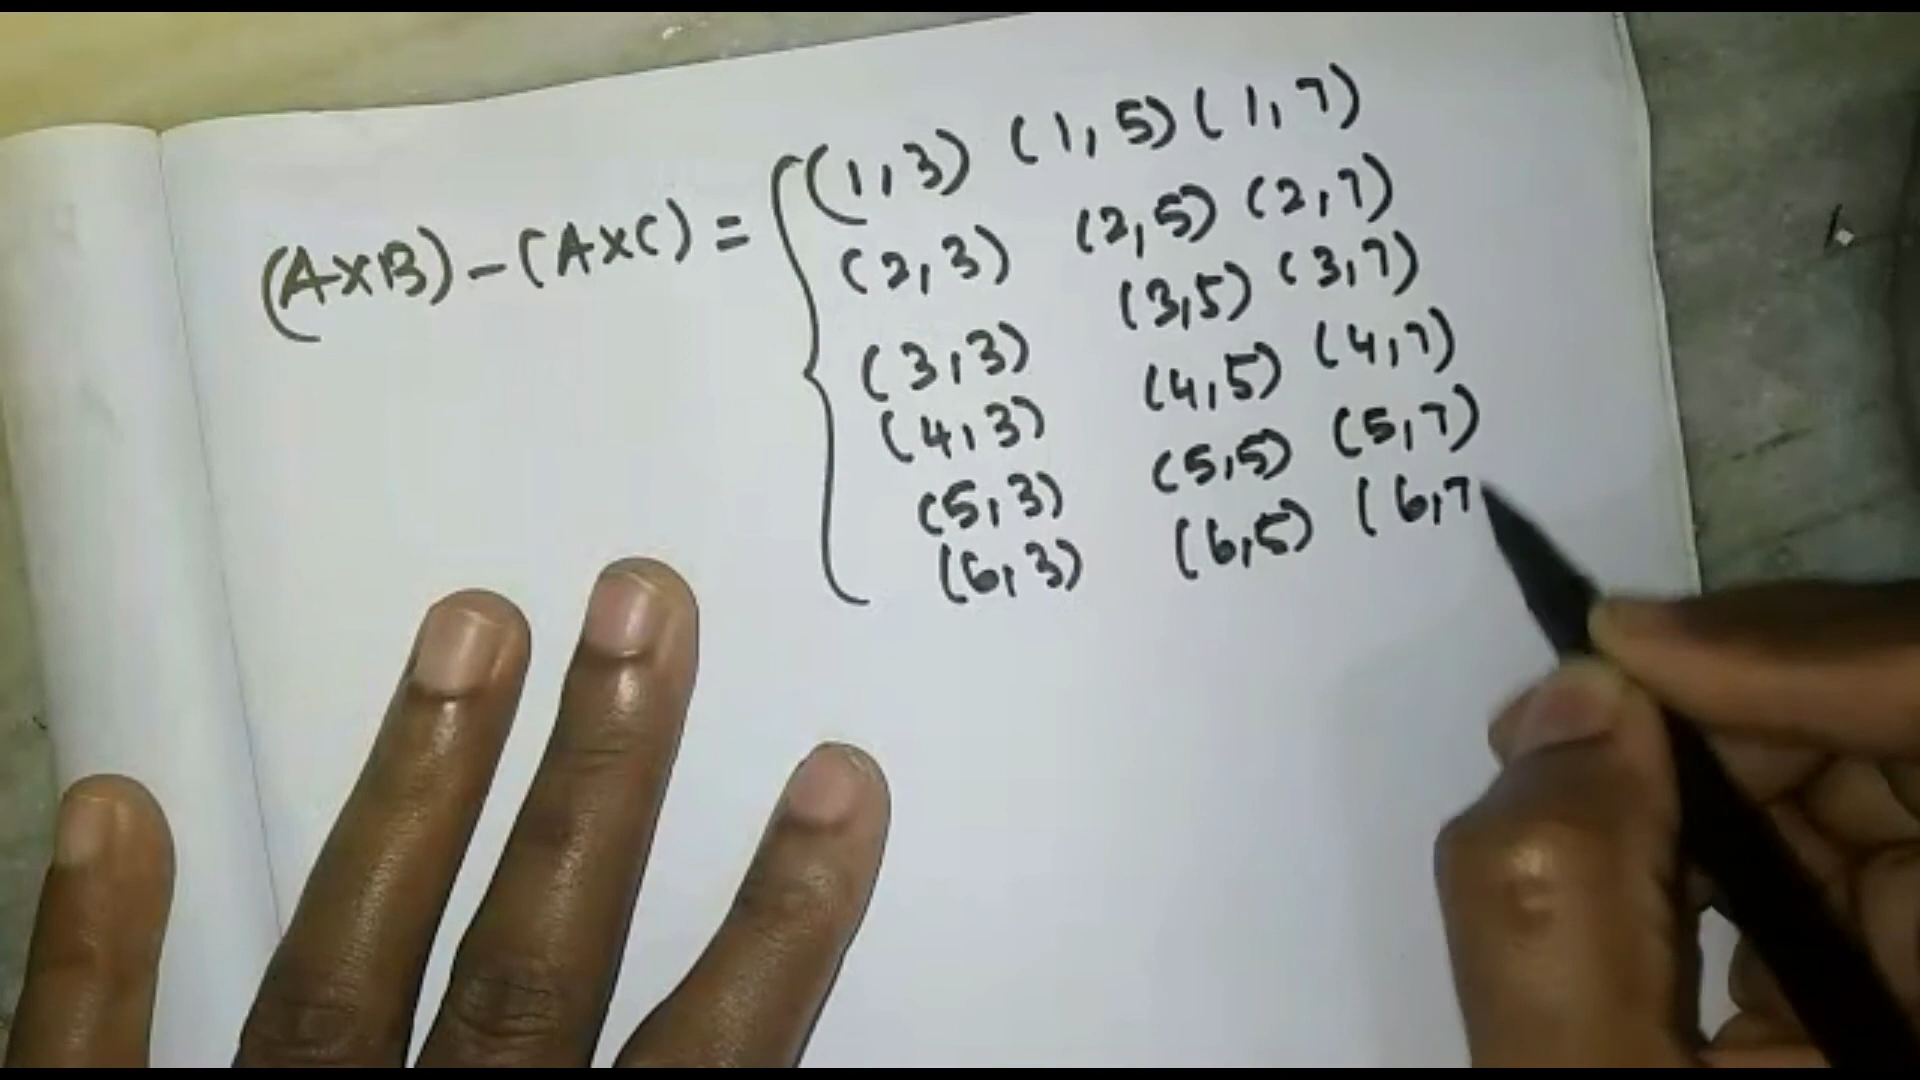 (A×B)-(A×C) = { (1,3) (1,5) (1,7)
(2,3) (2,5) (2,7)
(3,3) (3,5) (3,7)
(4,3) (4,5) (4,7)
(5,3) (5,5) (5,7)
(6,3) (6,5) (6,7